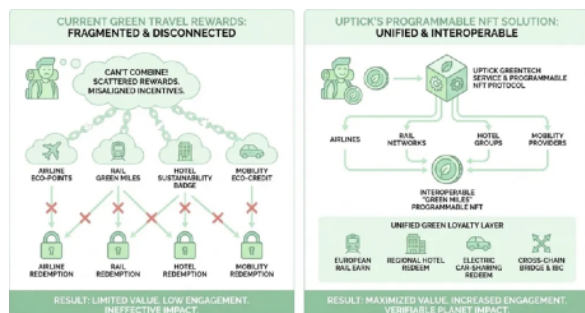 CURRENT GREEN TRAVEL REWARDS:
FRAGMENTED & DISCONNECTED
CAN'T COMBINE!
SCATTERED REWARDS.
MISALIGNED INCENTIVES.
AIRLINE
ECO-POINTS
RAIL
GREEN MILES
HOTEL
SUSTAINABILITY
BADGE
MOBILITY
ECO-CREDIT
AIRLINE
REDEMPTION
RAIL
REDEMPTION
HOTEL
REDEMPTION
MOBILITY
REDEMPTION
RESULT: LIMITED VALUE, LOW ENGAGEMENT,
INEFFECTIVE IMPACT.
UPTICK'S PROGRAMMABLE NFT SOLUTION:
UNIFIED & INTEROPERABLE
UPTICK GREENTECH
SERVICE & PROGRAMMABLE
NFT PROTOCOL
AIRLINES
RAIL
NETWORKS
HOTEL
GROUPS
MOBILITY
PROVIDERS
INTEROPERABLE
"GREEN MILES"
PROGRAMMABLE NFT
UNIFIED GREEN LOYALTY LAYER
EUROPEAN
RAIL EARN
REGIONAL HOTEL
REDEEM
ELECTRIC
CAR-SHARING
REDEEM
CROSS-CHAIN
BRIDGE & IBC
RESULT: MAXIMIZED VALUE, INCREASED ENGAGEMENT,
VERIFIABLE PLANET IMPACT.